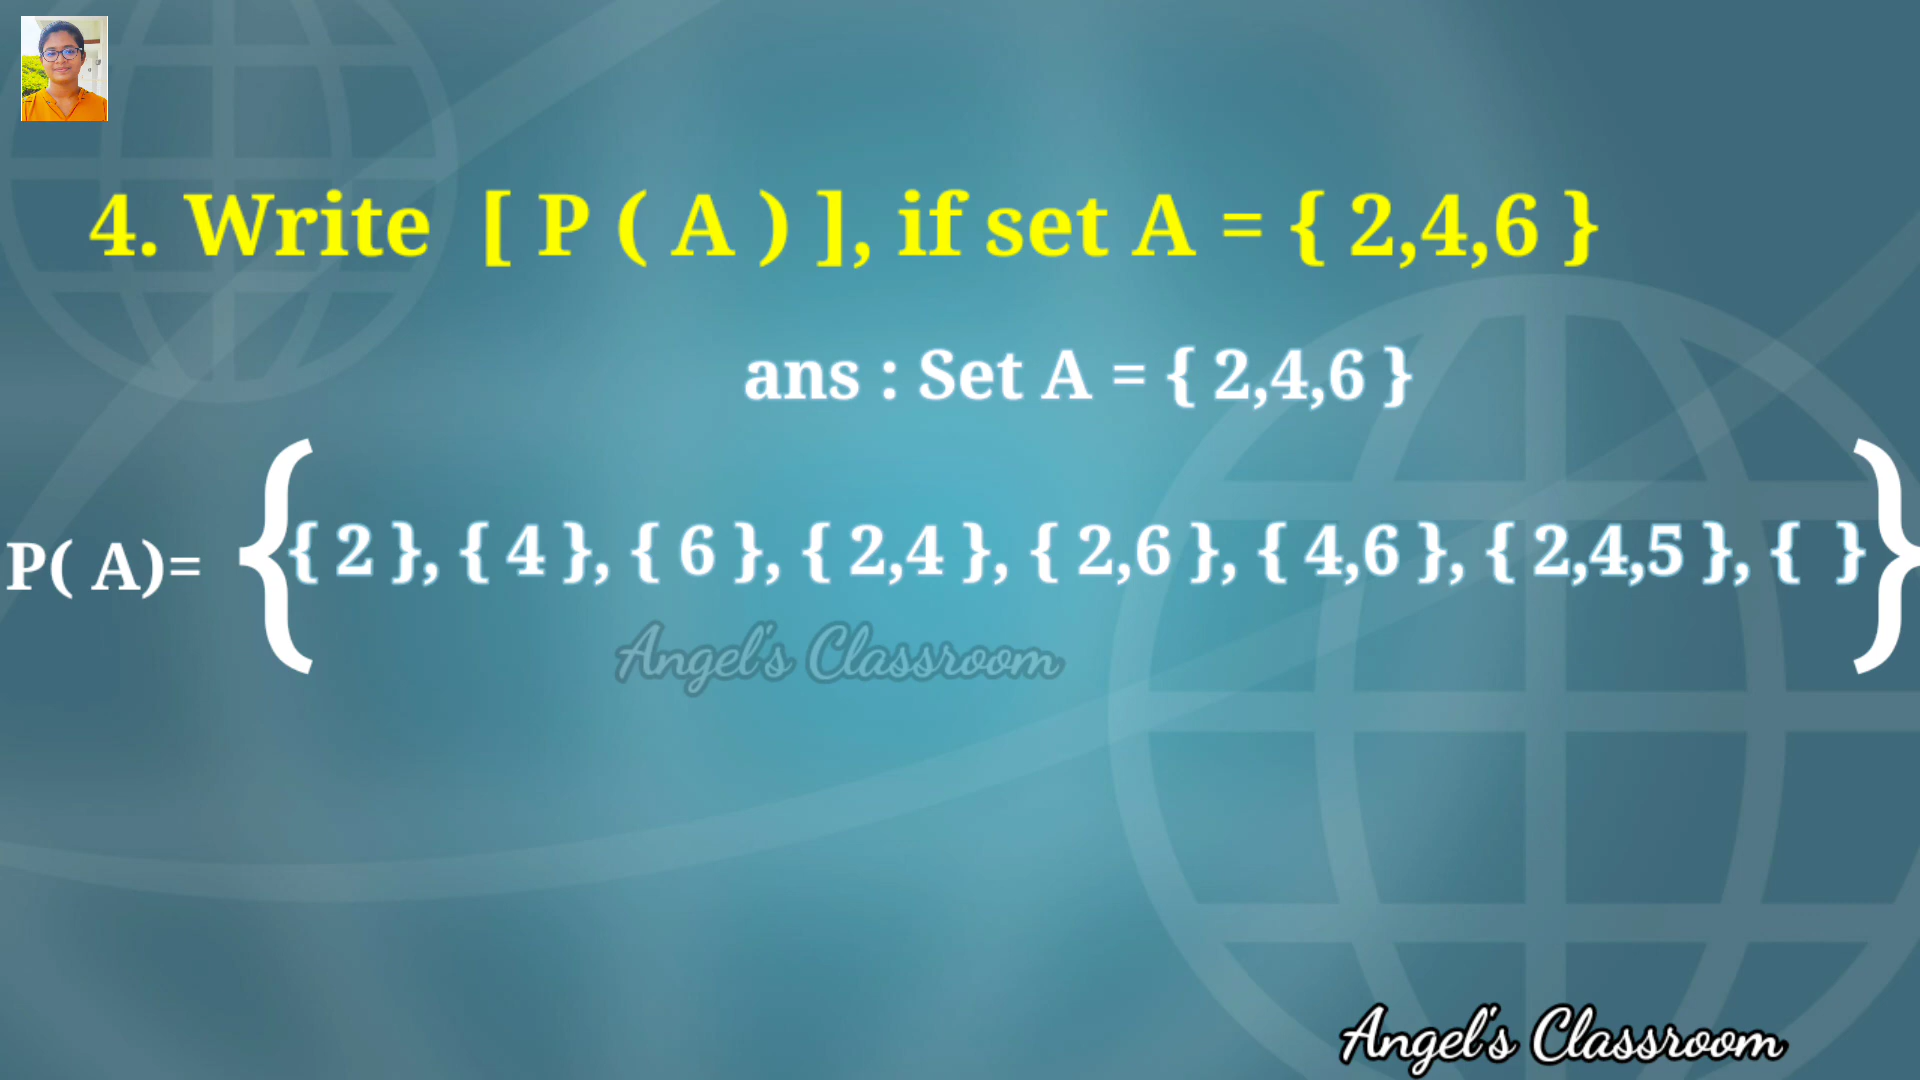 4. Write [ P ( A ) ], if set A = { 2,4,6 }
ans : Set A = { 2,4,6 }
P( A)= { { 2 }, { 4 }, { 6 }, { 2,4 }, { 2,6 }, { 4,6 }, { 2,4,5 }, { } }
Angel's Classroom
Angel's Classroom